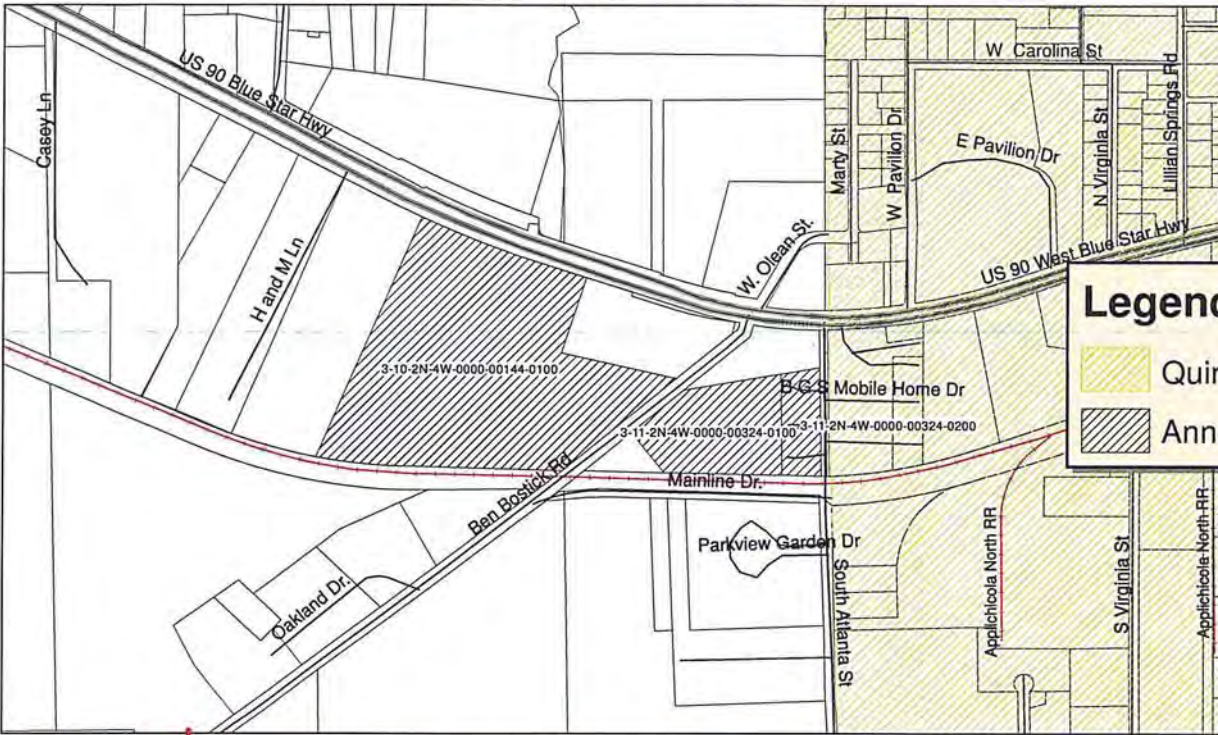 W Carolina St
US 90 Blue Star Hwy
Casey Ln
Marty St
W Pavilion Dr
E Pavilion Dr
N Virginia St
Lillian Springs Rd
H and M Ln
W. Olean St.
US 90 West Blue Star Hwy
Legend
Quin
Ann
3-10-2N-4W-0000-00144-0100
B G S Mobile Home Dr
3-11-2N-4W-0000-00324-0100
3-11-2N-4W-0000-00324-0200
Ben Bostick Rd.
Mainline Dr.
Parkview Garden Dr
Oakland Dr.
South Atlanta St
Applichicola North RR
S Virginia St
Applichicola North RR